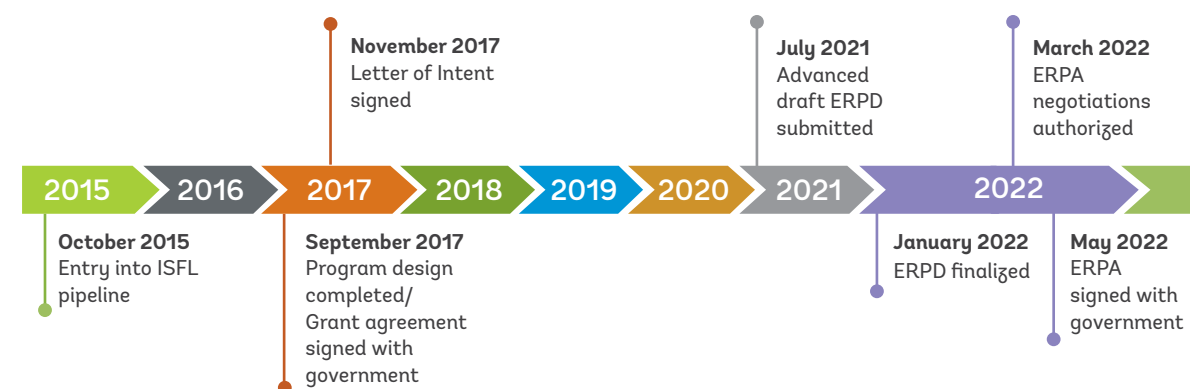 November 2017
Letter of Intent
signed
July 2021
Advanced
draft ERPD
submitted
March 2022
ERPA
negotiations
authorized
2015
2016
2017
2018
2019
2020
2021
2022
October 2015
Entry into ISFL
pipeline
September 2017
Program design
completed/
Grant agreement
signed with
government
January 2022
ERPD finalized
May 2022
ERPA
signed with
government